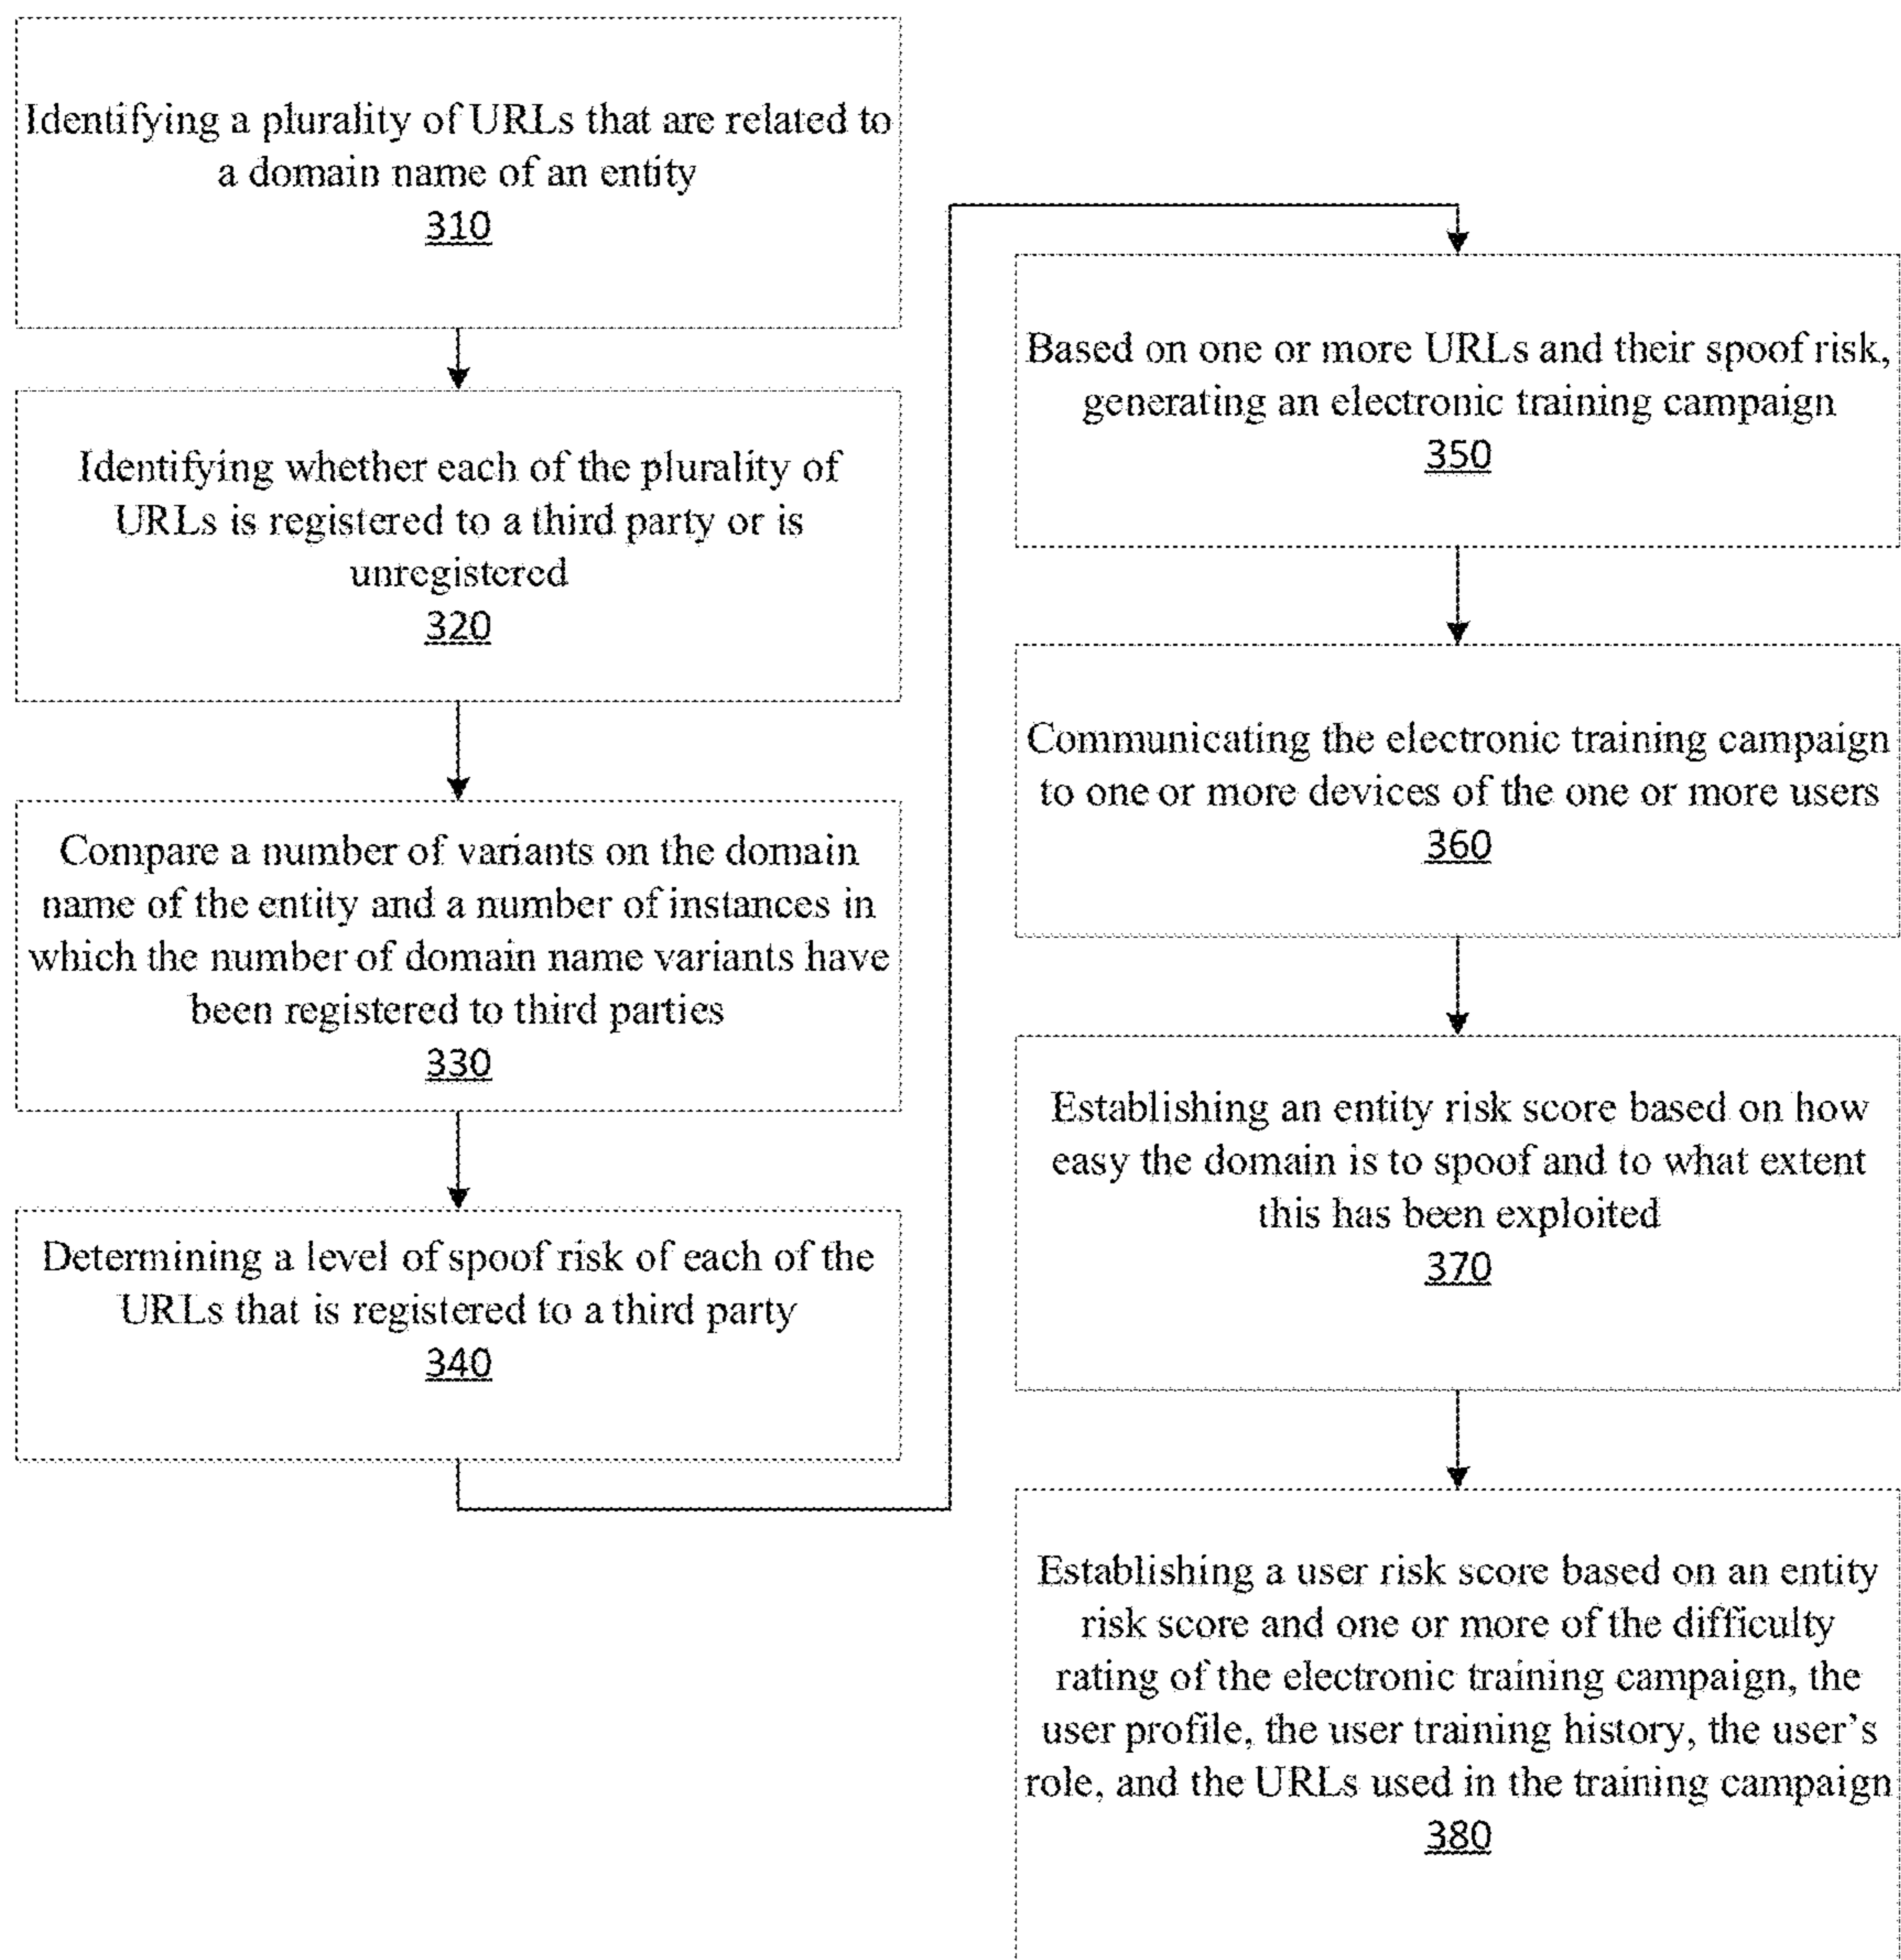 Identifying a plurality of URLs that are related to
a domain name of an entity
310
Identifying whether each of the plurality of
URLs is registered to a third party or is
unregistered
320
Compare a number of variants on the domain
name of the entity and a number of instances in
which the number of domain name variants have
been registered to third parties
330
Determining a level of spoof risk of each of the
URLs that is registered to a third party
340
Based on one or more URLs and their spoof risk,
generating an electronic training campaign
350
Communicating the electronic training campaign
to one or more devices of the one or more users
360
Establishing an entity risk score based on how
easy the domain is to spoof and to what extent
this has been exploited
370
Establishing a user risk score based on an entity
risk score and one or more of the difficulty
rating of the electronic training campaign, the
user profile, the user training history, the user's
role, and the URLs used in the training campaign
380